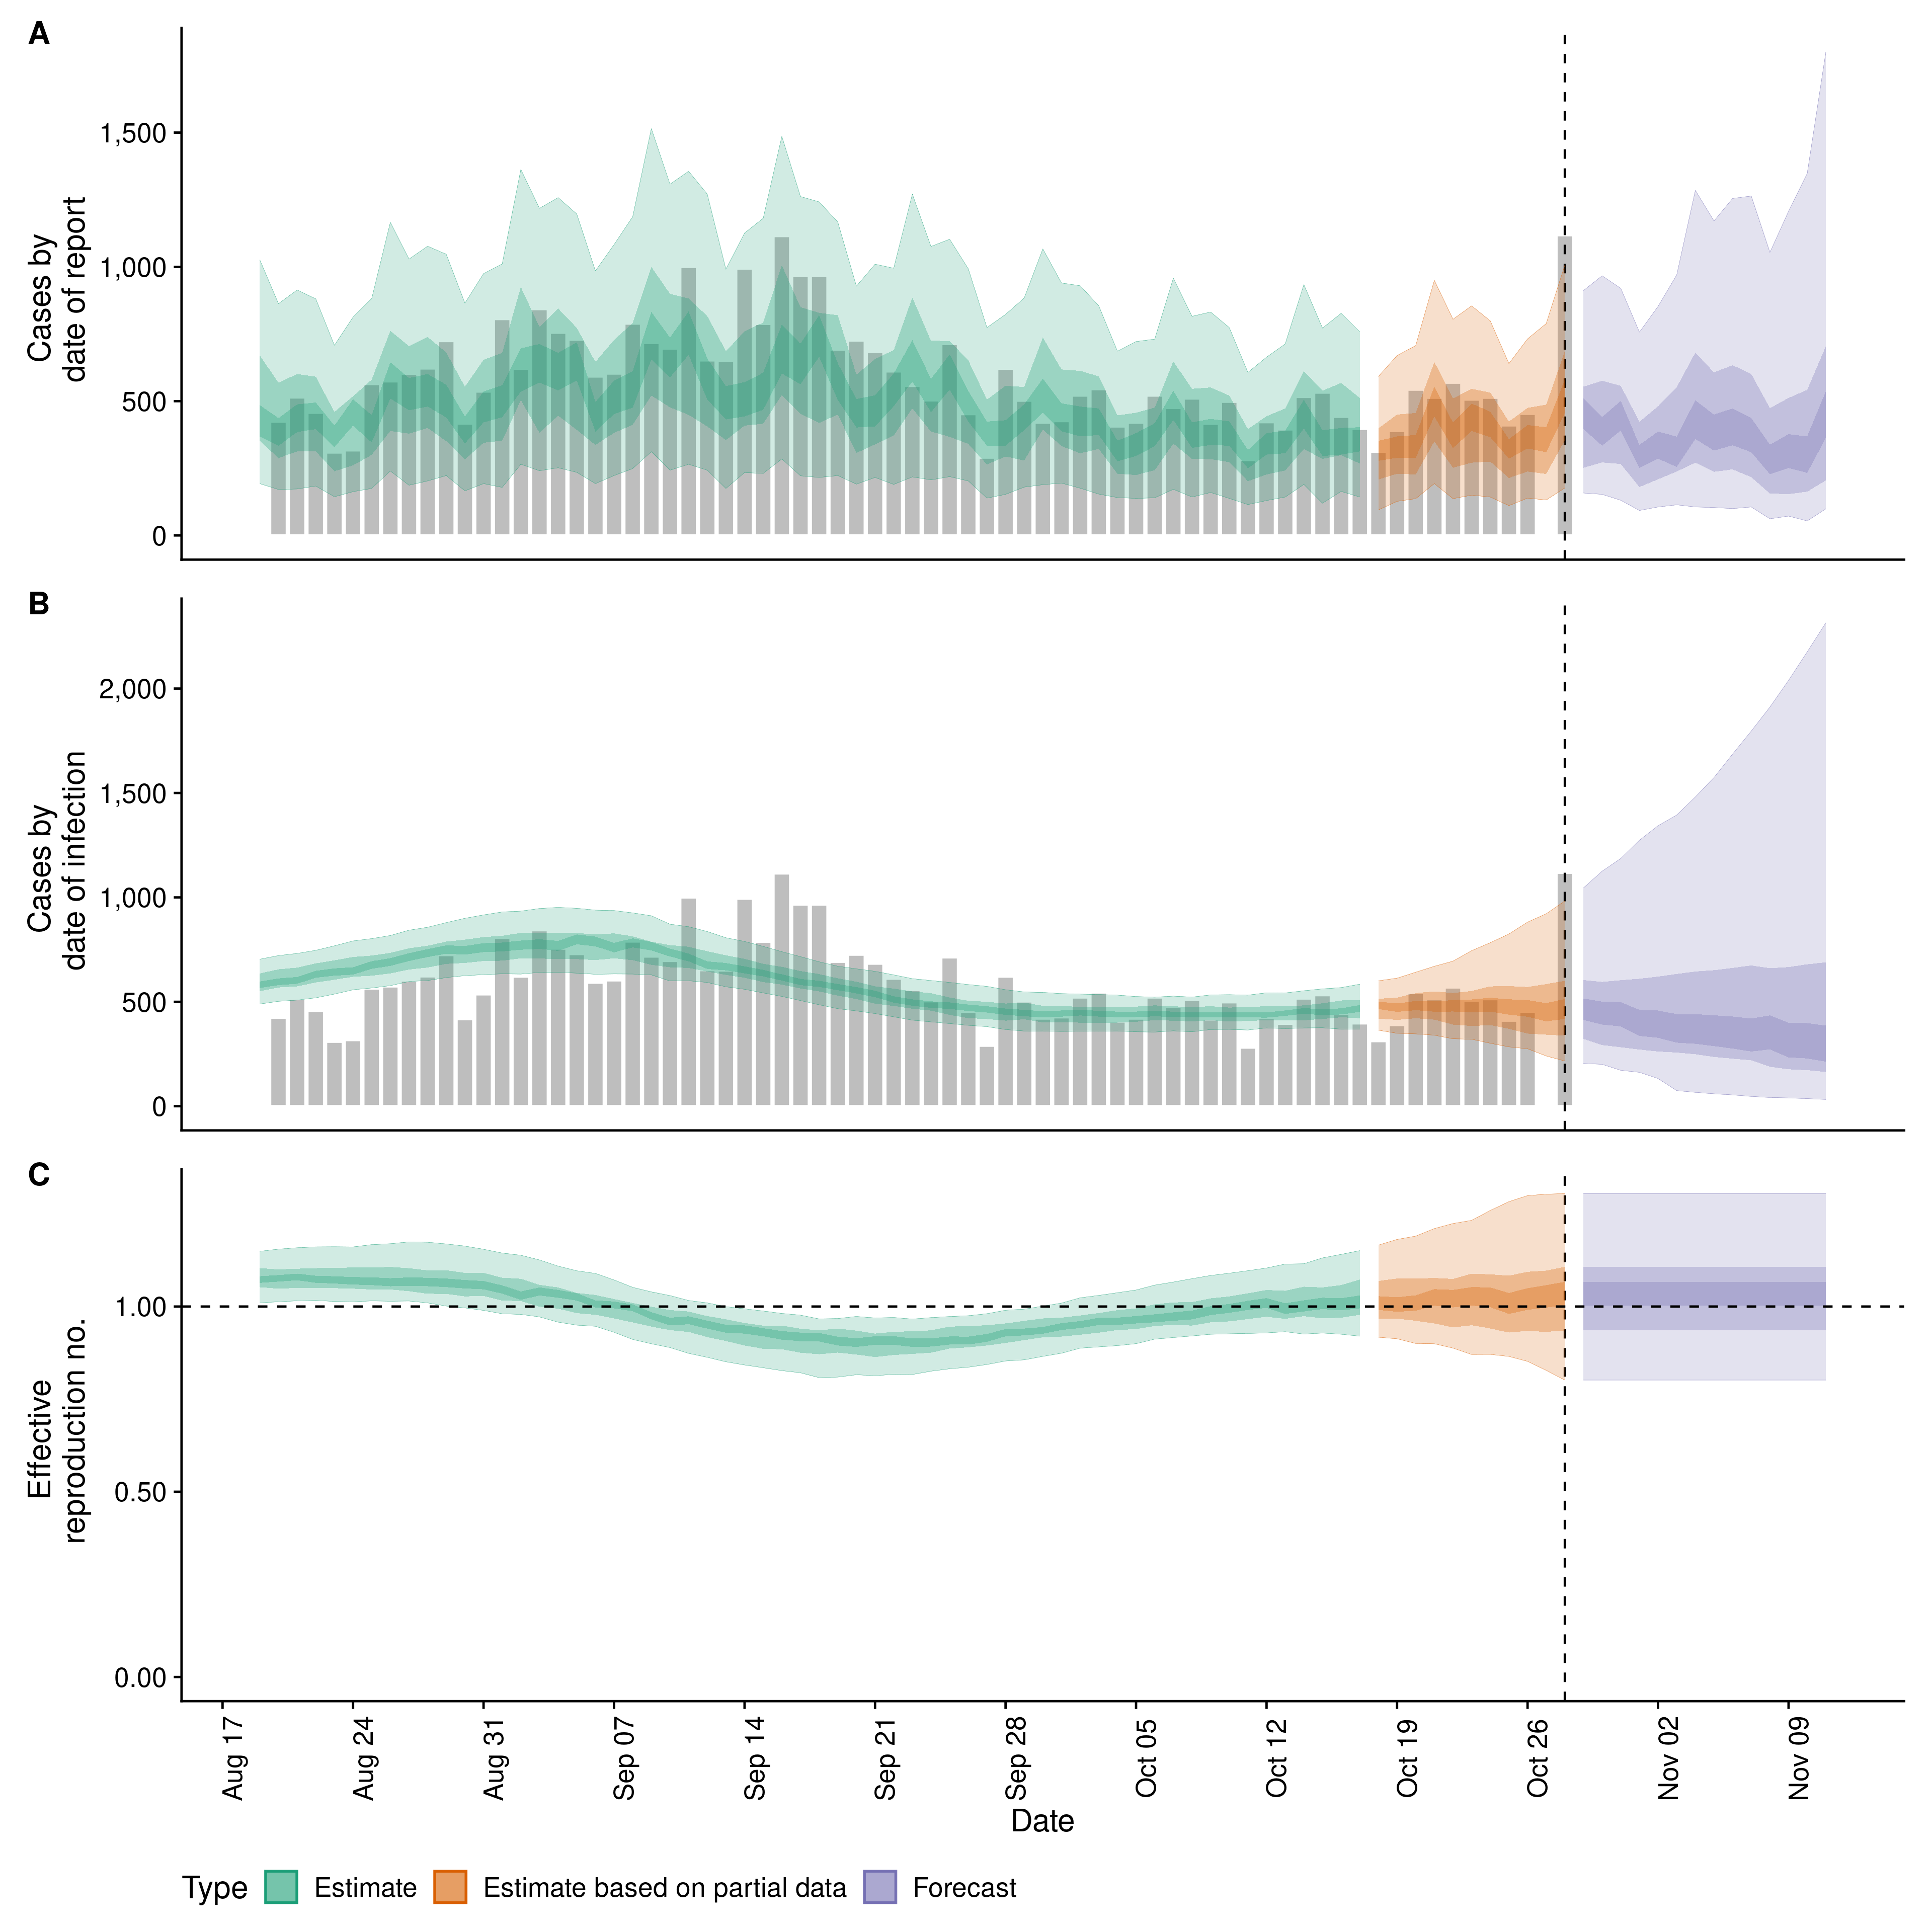 A
Cases by
date of report
1,500
1,000
500
0
B
Cases by
date of infection
2,000
1,500
1,000
500
0
C
Effective
reproduction no.
1.00
0.50
0.00
Aug 17
Aug 24
Aug 31
Sep 07
Sep 14
Sep 21
Sep 28
Oct 05
Oct 12
Oct 19
Oct 26
Nov 02
Nov 09
Date
Type Estimate Estimate based on partial data Forecast